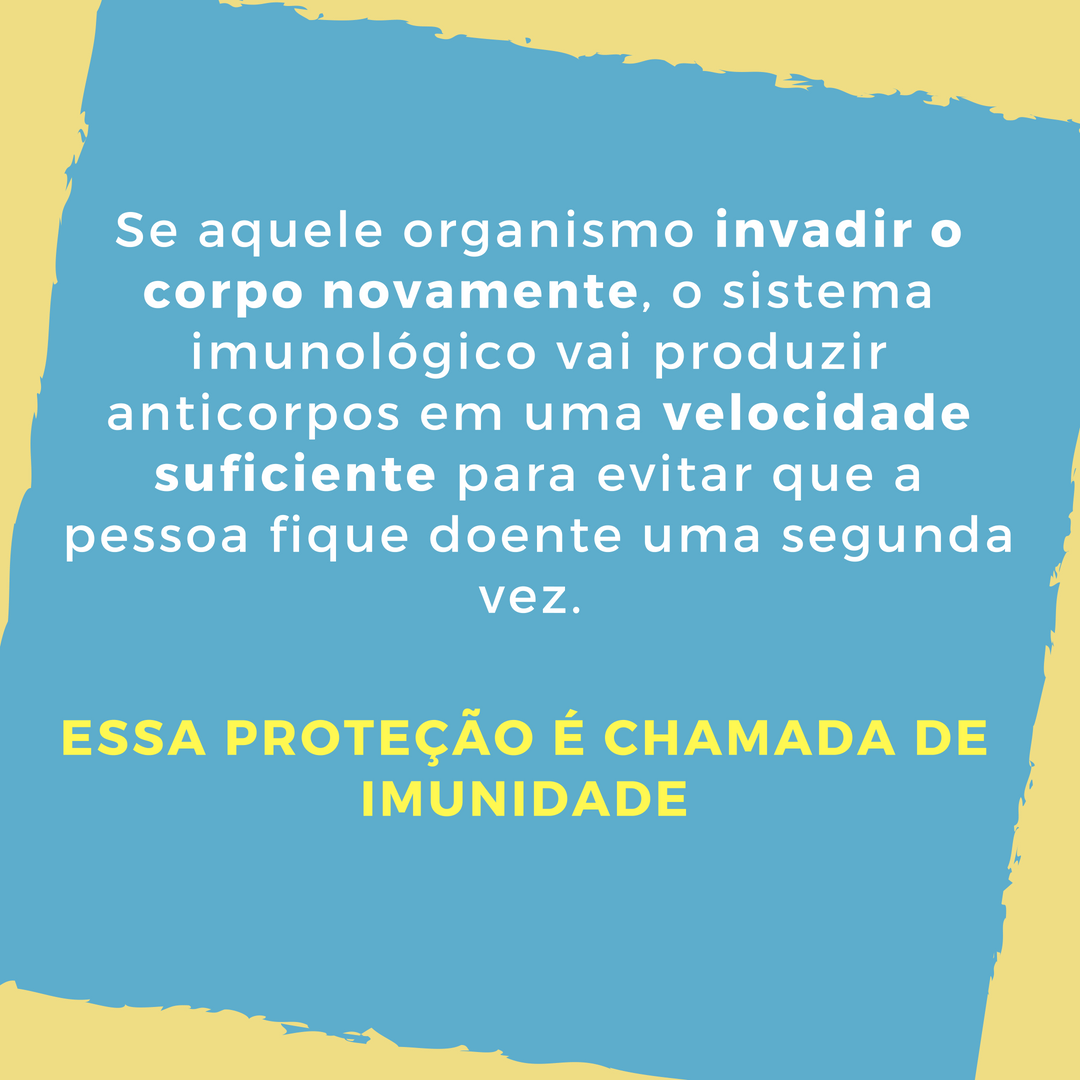 Se aquele organismo invadir o
corpo novamente, o sistema
imunológico vai produzir
anticorpos em uma velocidade
suficiente para evitar que a
pessoa fique doente uma segunda
vez.
ESSA PROTEÇÃO É CHAMADA DE
IMUNIDADE